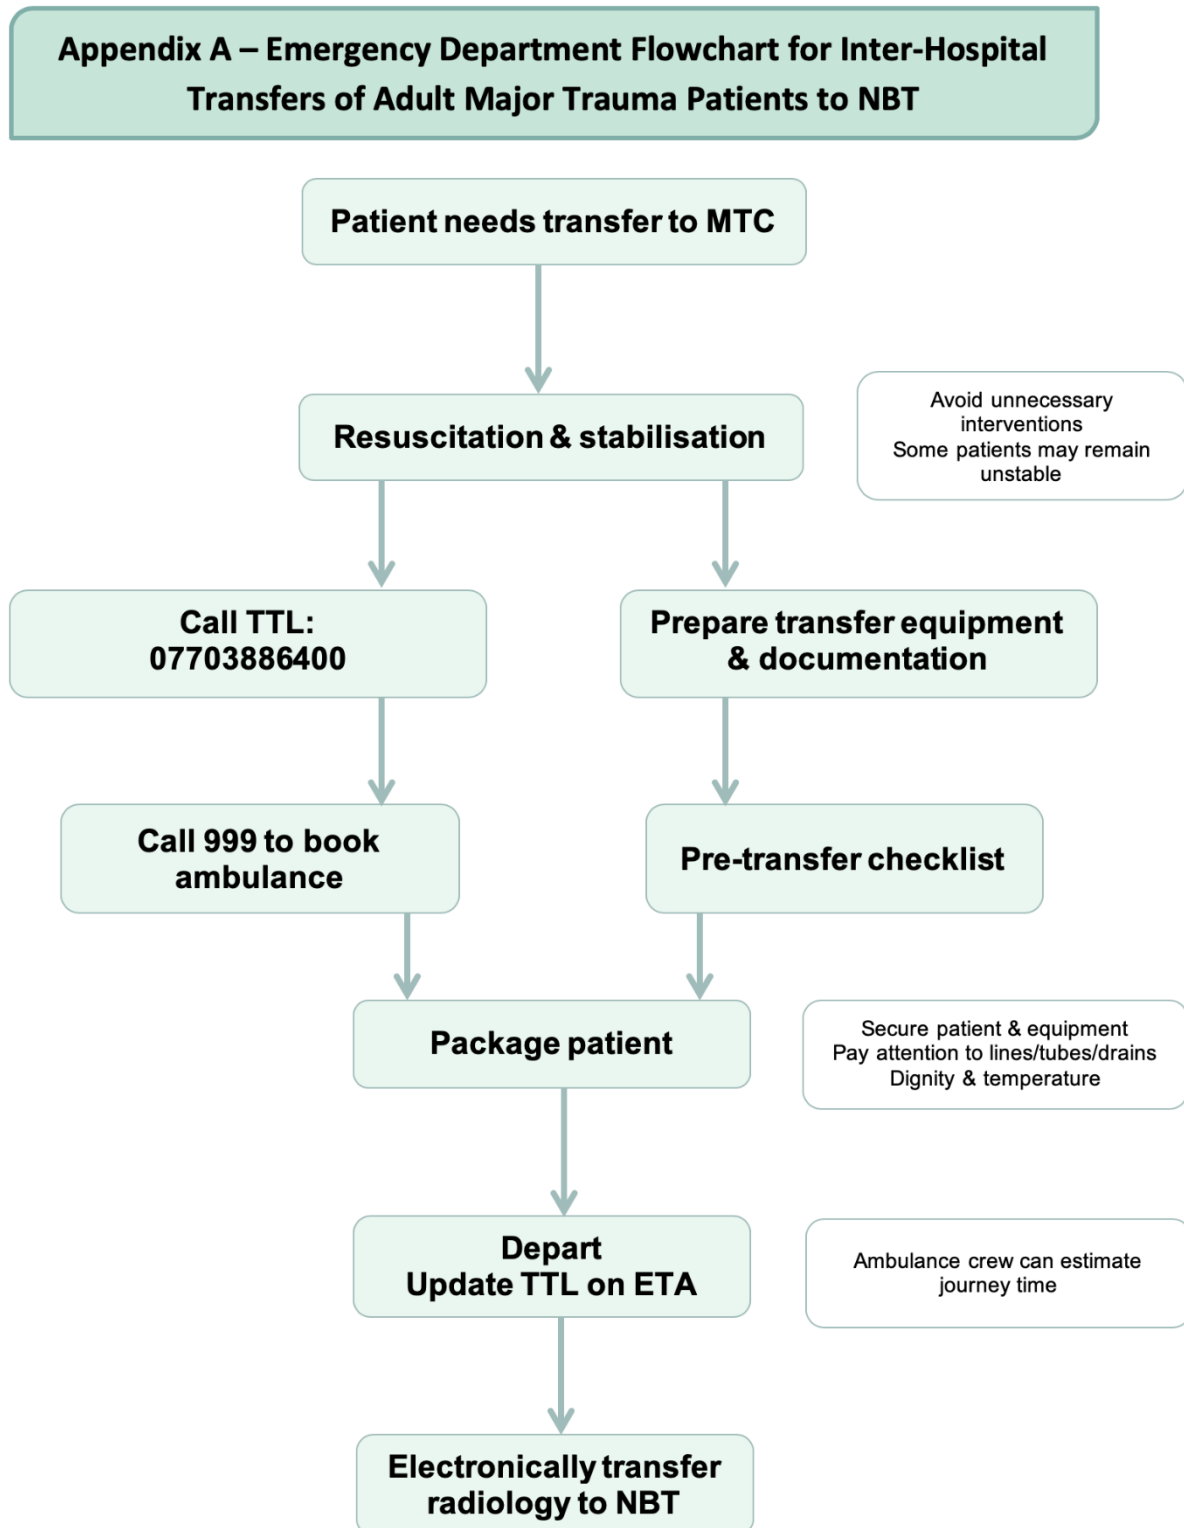 Appendix A – Emergency Department Flowchart for Inter-Hospital
Transfers of Adult Major Trauma Patients to NBT
Patient needs transfer to MTC
Resuscitation & stabilisation
Avoid unnecessary
interventions
Some patients may remain
unstable
Call TTL:
07703886400
Prepare transfer equipment
& documentation
Call 999 to book
ambulance
Pre-transfer checklist
Package patient
Secure patient & equipment
Pay attention to lines/tubes/drains
Dignity & temperature
Depart
Update TTL on ETA
Ambulance crew can estimate
journey time
Electronically transfer
radiology to NBT